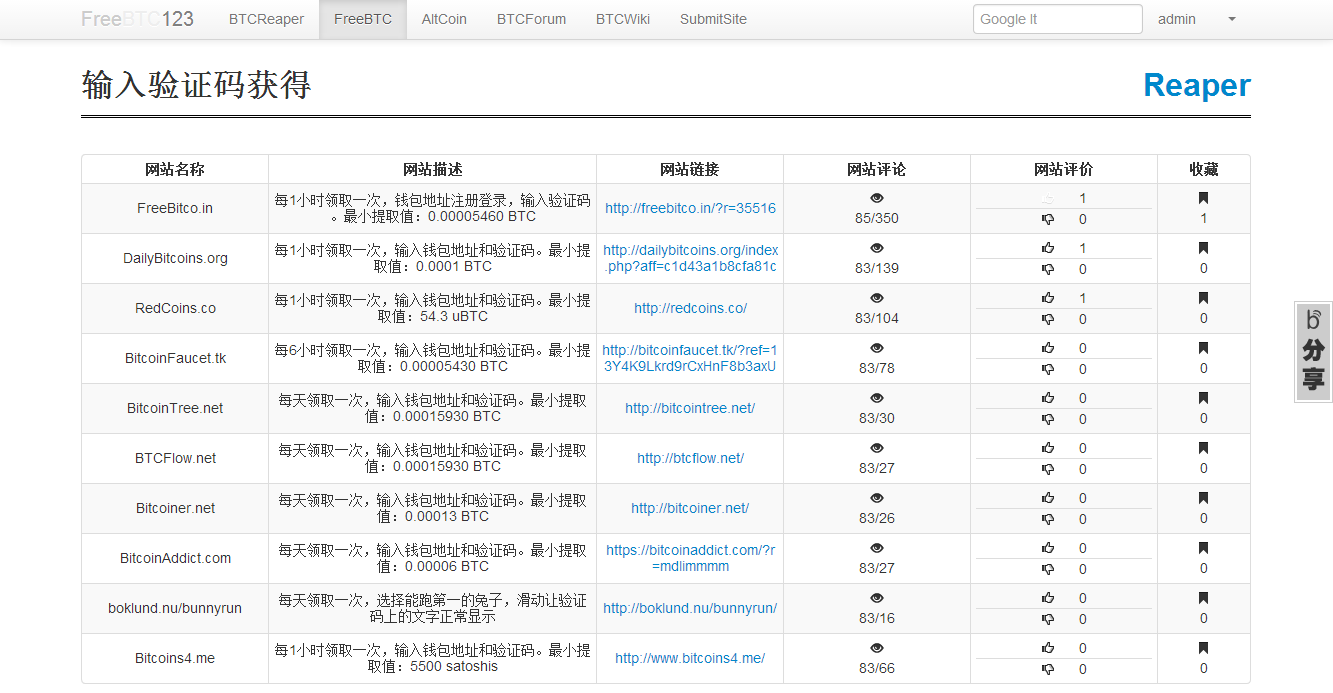 FreeBTC123 BTCReaper FreeBTC AltCoin BTCForum BTCWiki SubmitSite Google It admin
输入验证码获得 Reaper
网站名称 网站描述 网站链接 网站评论 网站评价 收藏
FreeBitco.in
每1小时领取一次，钱包地址注册登录，输入验证码
。最小提取值：0.00005460 BTC
http://freebitco.in/?r=35516
85/350
1
0
1
DailyBitcoins.org
每1小时领取一次，输入钱包地址和验证码。最小提
取值：0.0001 BTC
http://dailybitcoins.org/index
.php?aff=c1d43a1b8cfa81c
83/139
1
0
0
RedCoins.co
每1小时领取一次，输入钱包地址和验证码。最小提
取值：54.3 uBTC
http://redcoins.co/
83/104
1
0
0
BitcoinFaucet.tk
每6小时领取一次，输入钱包地址和验证码。最小提
取值：0.00005430 BTC
http://bitcoinfaucet.tk/?ref=1
3Y4K9Lkrd9rCxHnF8b3axU
83/78
0
0
0
BitcoinTree.net
每天领取一次，输入钱包地址和验证码。最小提取
值：0.00015930 BTC
http://bitcointree.net/
83/30
0
0
0
BTCFlow.net
每天领取一次，输入钱包地址和验证码。最小提取
值：0.00015930 BTC
http://btcflow.net/
83/27
0
0
0
Bitcoiner.net
每天领取一次，输入钱包地址和验证码。最小提取
值：0.00013 BTC
http://bitcoiner.net/
83/26
0
0
0
BitcoinAddict.com
每天领取一次，输入钱包地址和验证码。最小提取
值：0.00006 BTC
https://bitcoinaddict.com/?r
=mdlimmmm
83/27
0
0
0
boklund.nu/bunnyrun
每天领取一次，选择能跑第一的兔子，滑动让验证
码上的文字正常显示
http://boklund.nu/bunnyrun/
83/16
0
0
0
Bitcoins4.me
每1小时领取一次，输入钱包地址和验证码。最小提
取值：5500 satoshis
http://www.bitcoins4.me/
83/66
0
0
0
分
享